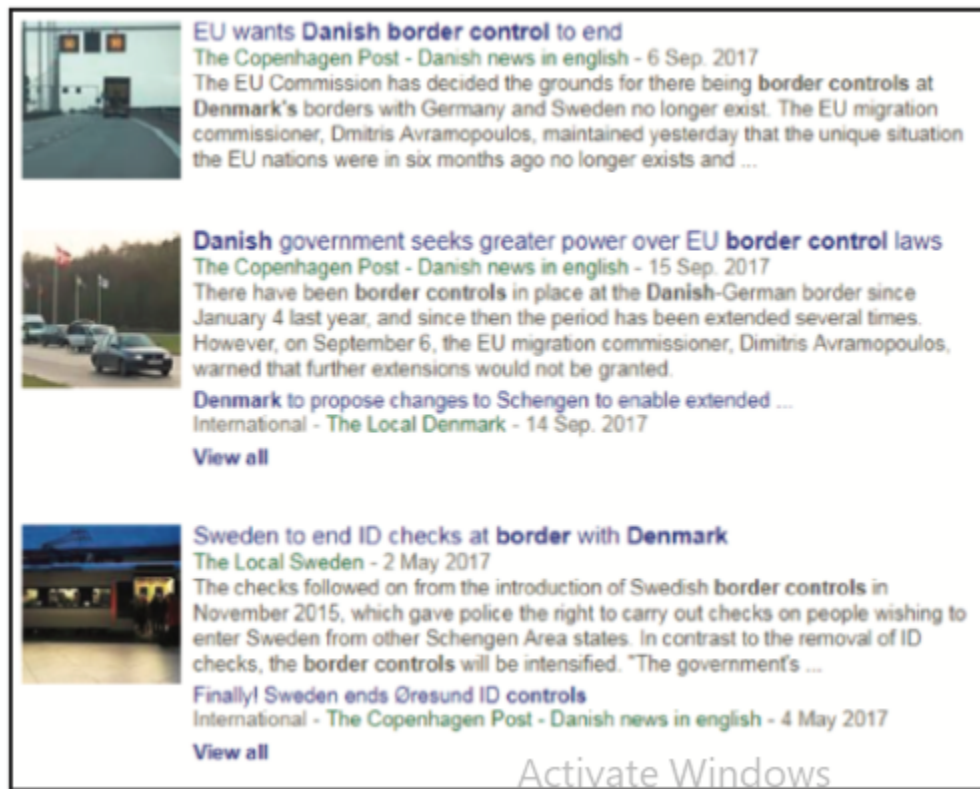 EU wants Danish border control to end
The Copenhagen Post - Danish news in english - 6 Sep. 2017
The EU Commission has decided the grounds for there being border controls at
Denmark's borders with Germany and Sweden no longer exist. The EU migration
commissioner, Dmitris Avramopoulos, maintained yesterday that the unique situation
the EU nations were in six months ago no longer exists and ...
Danish government seeks greater power over EU border control laws
The Copenhagen Post - Danish news in english - 15 Sep. 2017
There have been border controls in place at the Danish-German border since
January 4 last year, and since then the period has been extended several times.
However, on September 6, the EU migration commissioner, Dimitris Avramopoulos,
warned that further extensions would not be granted.
Denmark to propose changes to Schengen to enable extended ...
International - The Local Denmark - 14 Sep. 2017
View all
Sweden to end ID checks at border with Denmark
The Local Sweden - 2 May 2017
The checks followed on from the introduction of Swedish border controls in
November 2015, which gave police the right to carry out checks on people wishing to
enter Sweden from other Schengen Area states. In contrast to the removal of ID
checks, the border controls will be intensified. "The government's ...
Finally! Sweden ends Øresund ID controls
International - The Copenhagen Post - Danish news in english - 4 May 2017
View all
Activate Windows